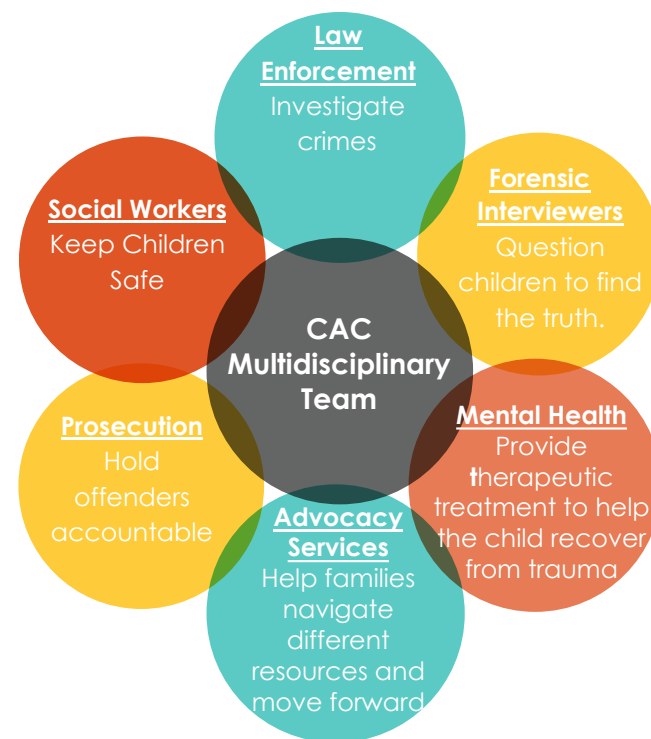 Law
Enforcement
Investigate
crimes
Forensic
Interviewers
Question
children to find
the truth.
Social Workers
Keep Children
Safe
CAC
Multidisciplinary
Team
Mental Health
Provide
therapeutic
treatment to help
the child recover
from trauma
Prosecution
Hold
offenders
accountable
Advocacy
Services
Help families
navigate
different
resources and
move forward